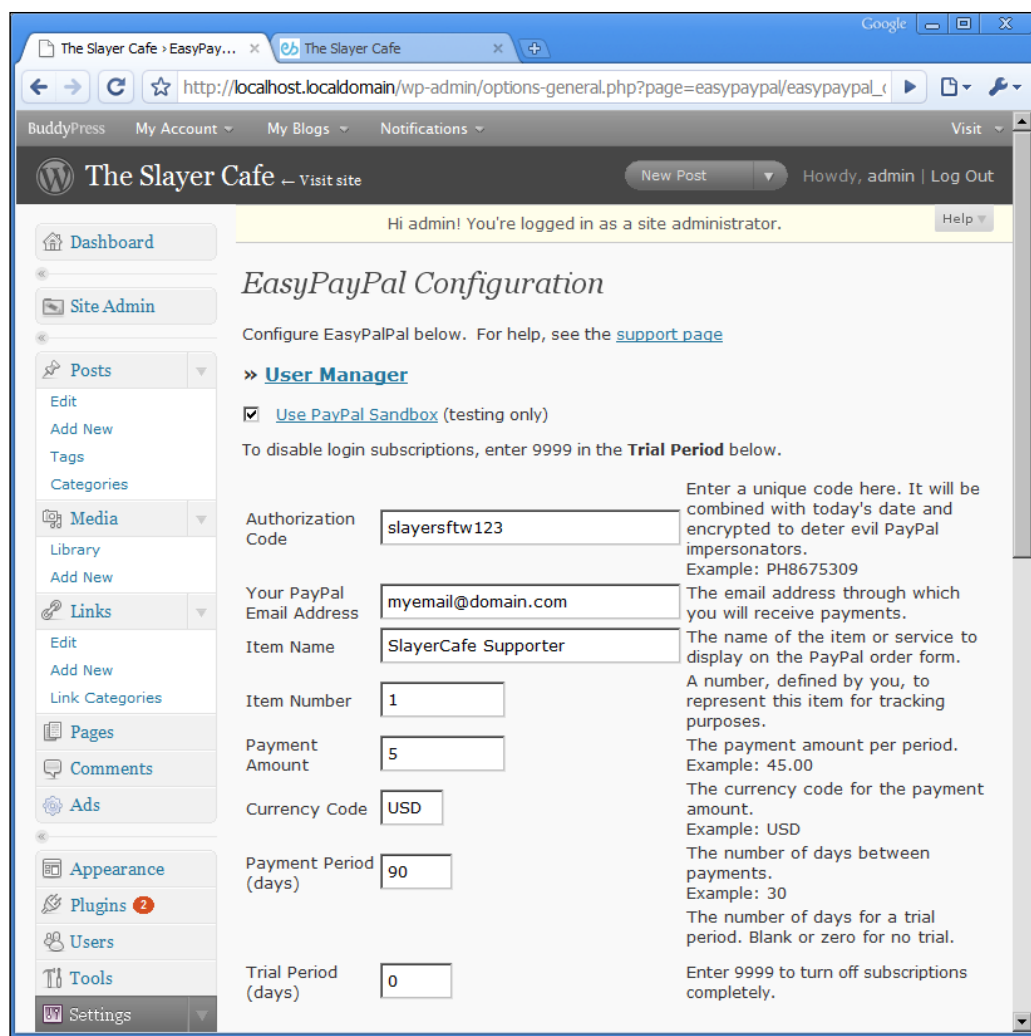 Google
The Slayer Cafe › EasyPay...
The Slayer Cafe
http://localhost.localdomain/wp-admin/options-general.php?page=easypaypal/easypaypal_
BuddyPress My Account My Blogs Notifications Visit
The Slayer Cafe ← Visit site New Post Howdy, admin | Log Out
Hi admin! You're logged in as a site administrator. Help
Dashboard
Site Admin
Posts
Edit
Add New
Tags
Categories
Media
Library
Add New
Links
Edit
Add New
Link Categories
Pages
Comments
Ads
Appearance
Plugins 2
Users
Tools
Settings
EasyPayPal Configuration
Configure EasyPalPal below. For help, see the support page
» User Manager
Use PayPal Sandbox (testing only)
To disable login subscriptions, enter 9999 in the Trial Period below.
Authorization
Code
slayersftw123
Enter a unique code here. It will be
combined with today's date and
encrypted to deter evil PayPal
impersonators.
Example: PH8675309
Your PayPal
Email Address
myemail@domain.com
The email address through which
you will receive payments.
Item Name
SlayerCafe Supporter
The name of the item or service to
display on the PayPal order form.
Item Number
1
A number, defined by you, to
represent this item for tracking
purposes.
Payment
Amount
5
The payment amount per period.
Example: 45.00
Currency Code
USD
The currency code for the payment
amount.
Example: USD
Payment Period
(days)
90
The number of days between
payments.
Example: 30
Trial Period
(days)
0
The number of days for a trial
period. Blank or zero for no trial.
Enter 9999 to turn off subscriptions
completely.